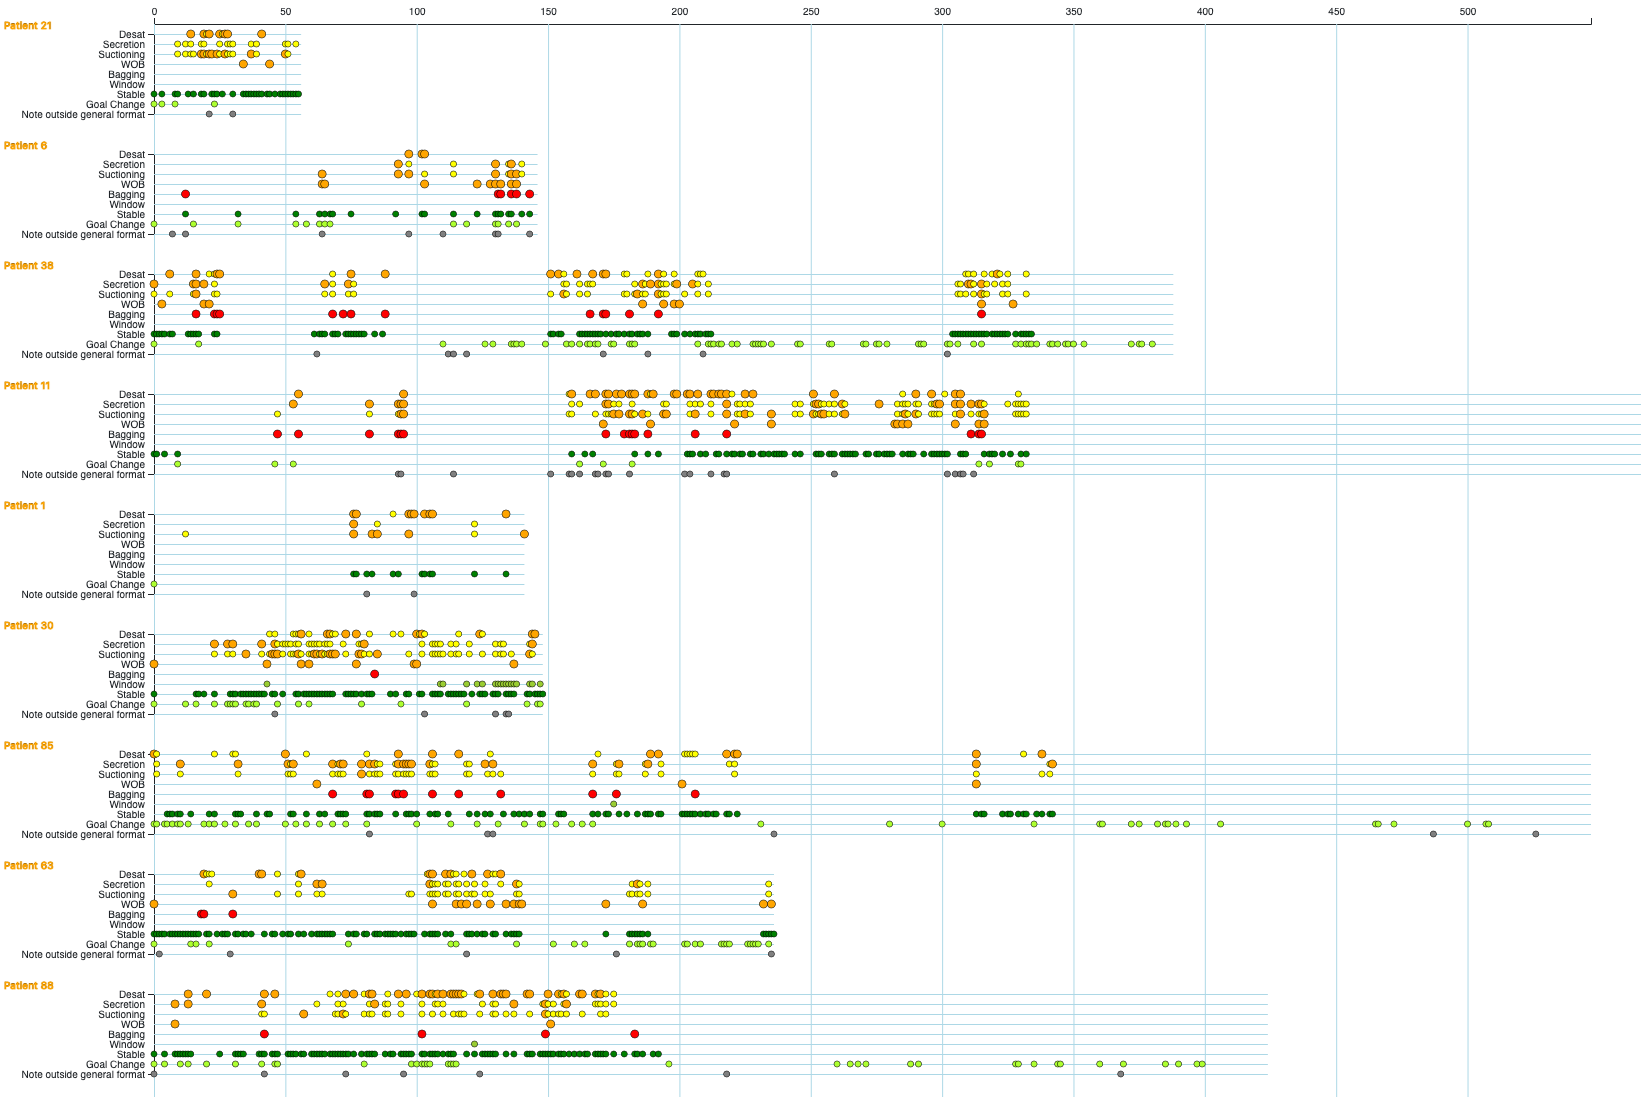 0 50 100 150 200 250 300 350 400 450 500
Patient 21
Desat
Secretion
Suctioning
WOB
Bagging
Window
Stable
Goal Change
Note outside general format
Patient 6
Desat
Secretion
Suctioning
WOB
Bagging
Window
Stable
Goal Change
Note outside general format
Patient 38
Desat
Secretion
Suctioning
WOB
Bagging
Window
Stable
Goal Change
Note outside general format
Patient 11
Desat
Secretion
Suctioning
WOB
Bagging
Window
Stable
Goal Change
Note outside general format
Patient 1
Desat
Secretion
Suctioning
WOB
Bagging
Window
Stable
Goal Change
Note outside general format
Patient 30
Desat
Secretion
Suctioning
WOB
Bagging
Window
Stable
Goal Change
Note outside general format
Patient 85
Desat
Secretion
Suctioning
WOB
Bagging
Window
Stable
Goal Change
Note outside general format
Patient 63
Desat
Secretion
Suctioning
WOB
Bagging
Window
Stable
Goal Change
Note outside general format
Patient 88
Desat
Secretion
Suctioning
WOB
Bagging
Window
Stable
Goal Change
Note outside general format